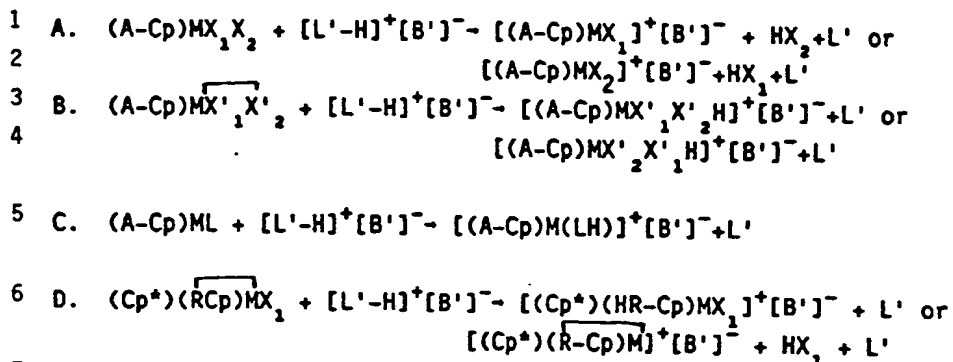 1 A. (A-Cp)MX₁X₂ + [L'-H]⁺[B']⁻→ [(A-Cp)MX₁]⁺[B']⁻ + HX₂+L' or
2 [(A-Cp)MX₂]⁺[B']⁻+HX₁+L'
3 B. (A-Cp)MX'₁X'₂ + [L'-H]⁺[B']⁻→ [(A-Cp)MX'₁X'₂H]⁺[B']⁻+L' or
4 [(A-Cp)MX'₂X'₁H]⁺[B']⁻+L'
5 C. (A-Cp)ML + [L'-H]⁺[B']⁻→ [(A-Cp)M(LH)]⁺[B']⁻+L'
6 D. (Cp*)(RCp)MX₁ + [L'-H]⁺[B']⁻→ [(Cp*)(HR-Cp)MX₁]⁺[B']⁻ + L' or
[(Cp*)(R-Cp)M]⁺[B']⁻ + HX₁ + L'